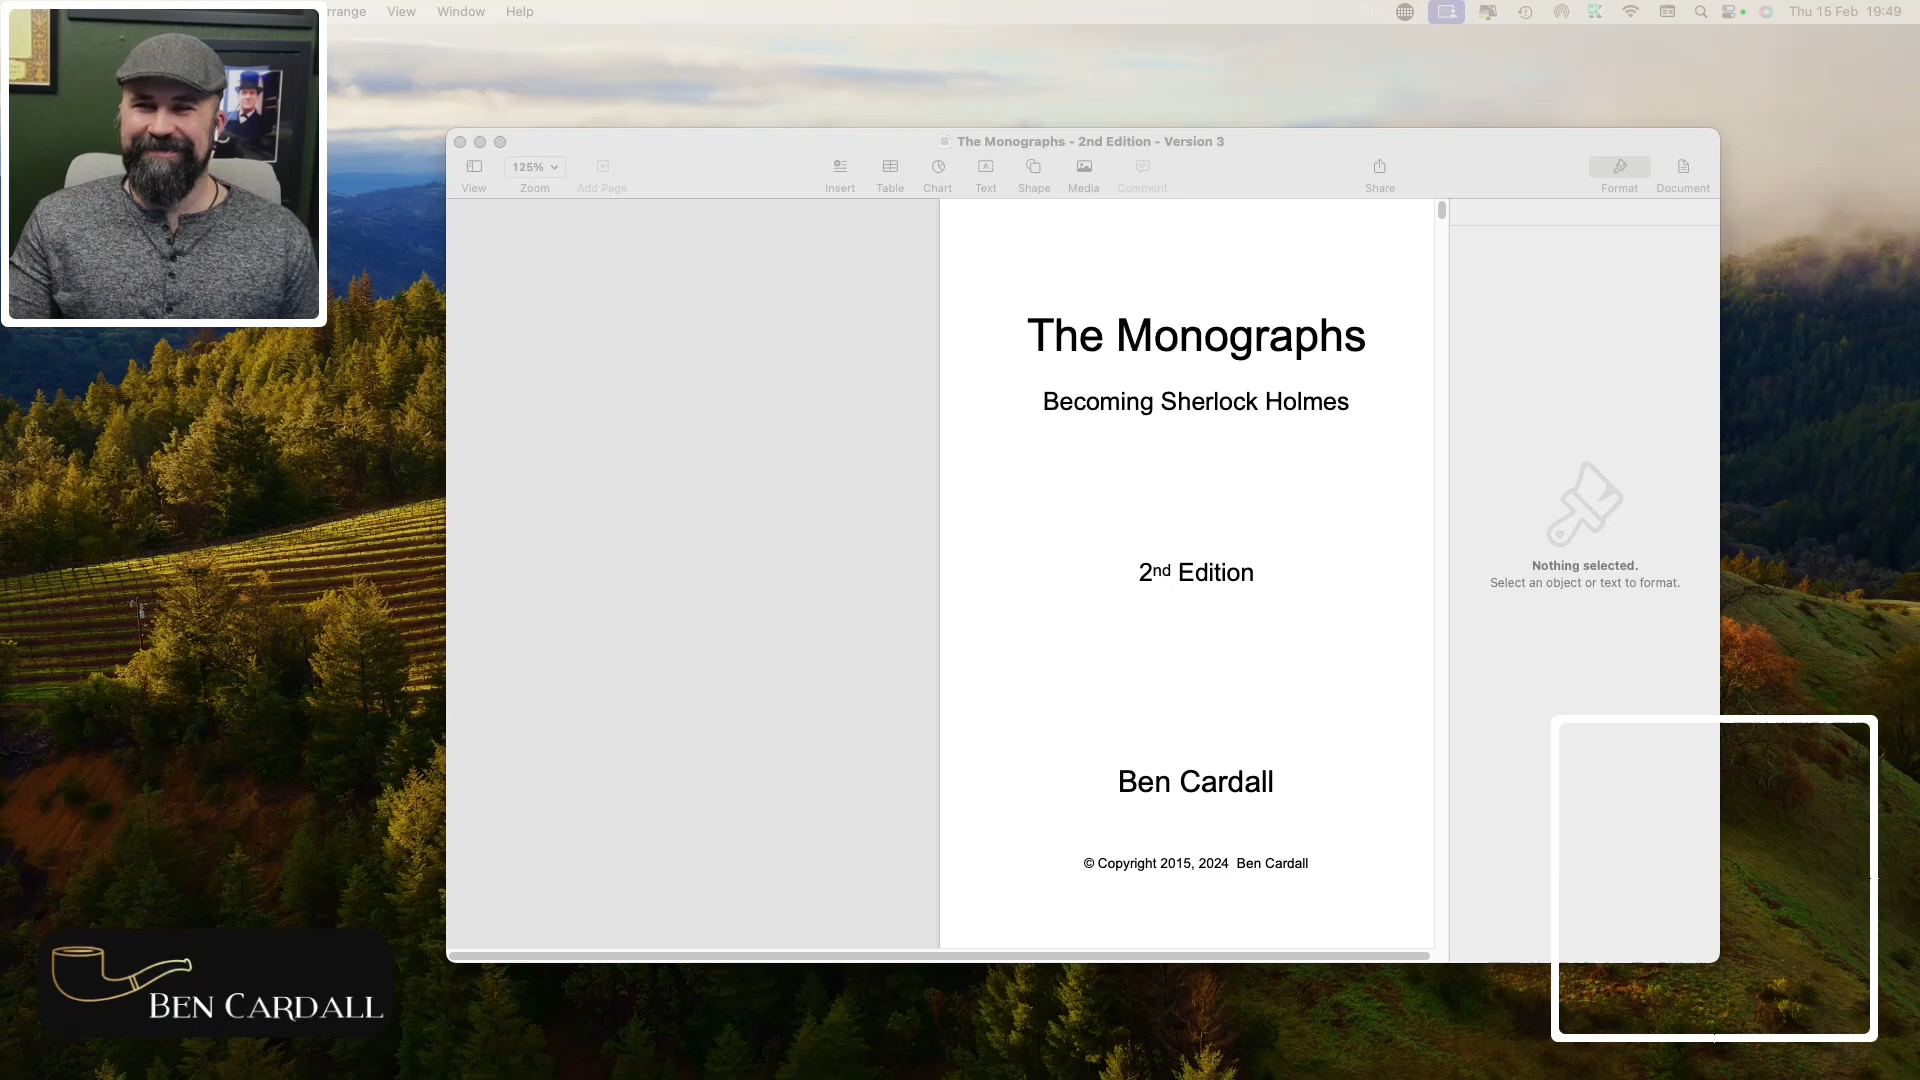 rrange View Window Help Thu 15 Feb 19:49
The Monographs - 2nd Edition - Version 3
125%
View Zoom Add Page Insert Table Chart Text Shape Media Comment Share Format Document
The Monographs
Becoming Sherlock Holmes
2nd Edition
Nothing selected.
Select an object or text to format.
Ben Cardall
© Copyright 2015, 2024 Ben Cardall
BEN CARDALL